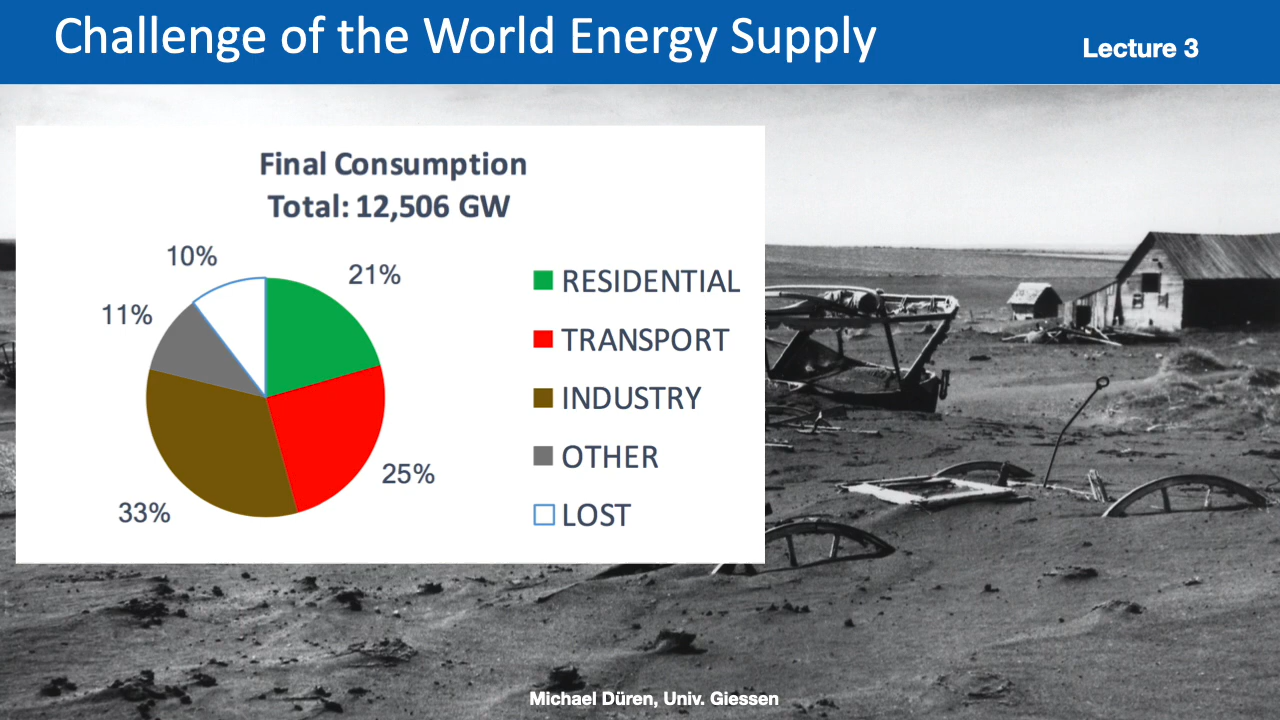 Challenge of the World Energy Supply
Lecture 3
Final Consumption
Total: 12,506 GW
10%
21%
11%
25%
33%
RESIDENTIAL
TRANSPORT
INDUSTRY
OTHER
LOST
Michael Düren, Univ. Giessen